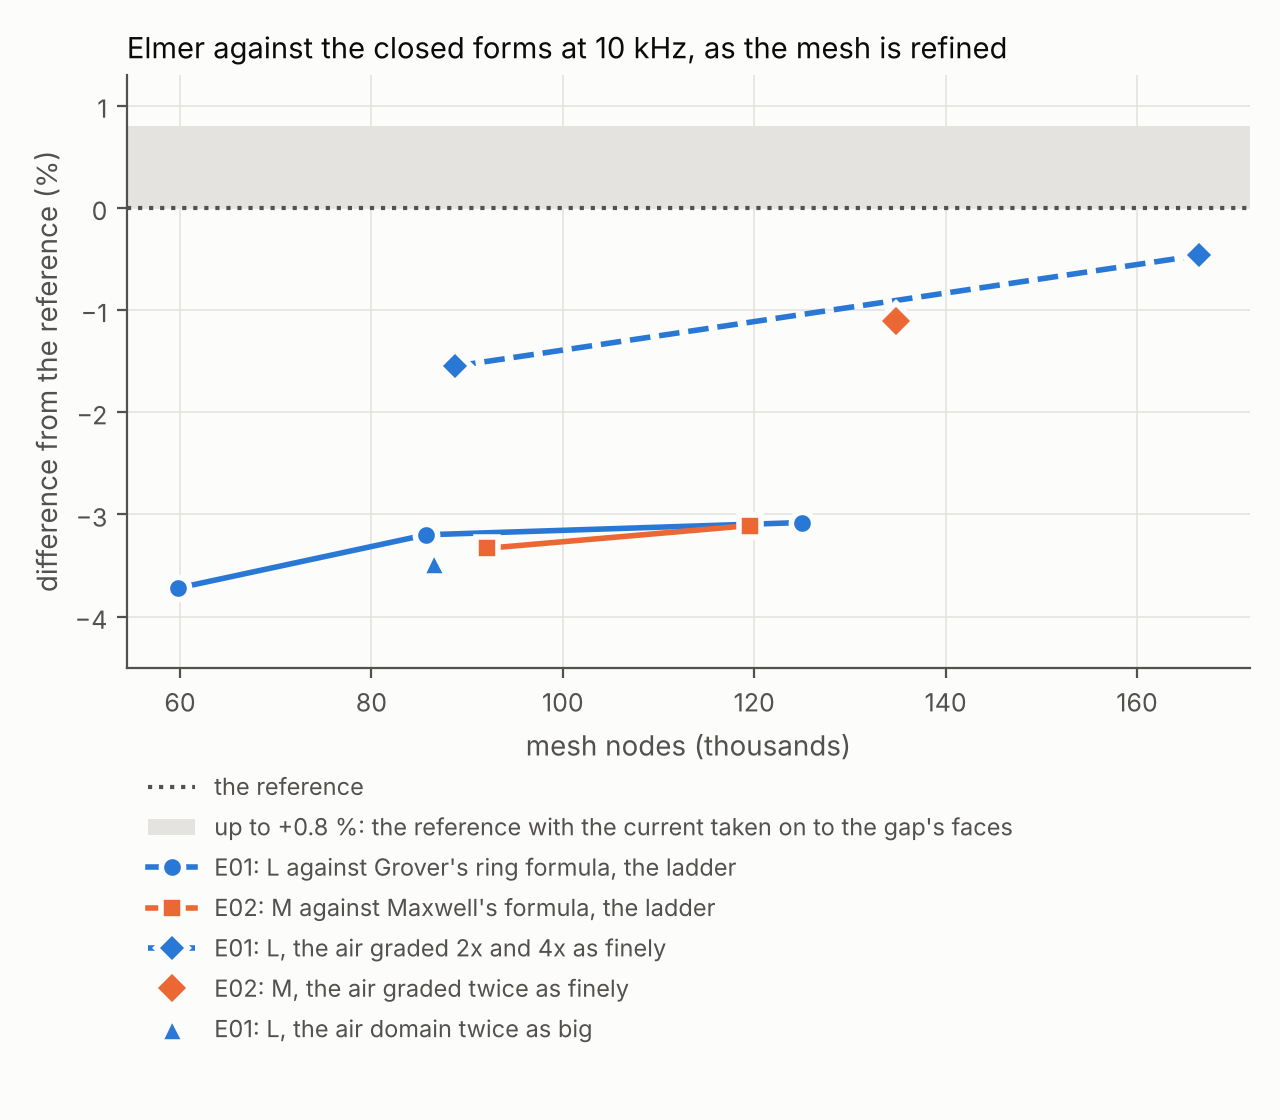 Elmer against the closed forms at 10 kHz, as the mesh is refined
difference from the reference (%)
1
0
−1
−2
−3
−4
60 80 100 120 140 160
mesh nodes (thousands)
the reference
up to +0.8 %: the reference with the current taken on to the gap's faces
E01: L against Grover's ring formula, the ladder
E02: M against Maxwell's formula, the ladder
E01: L, the air graded 2x and 4x as finely
E02: M, the air graded twice as finely
E01: L, the air domain twice as big